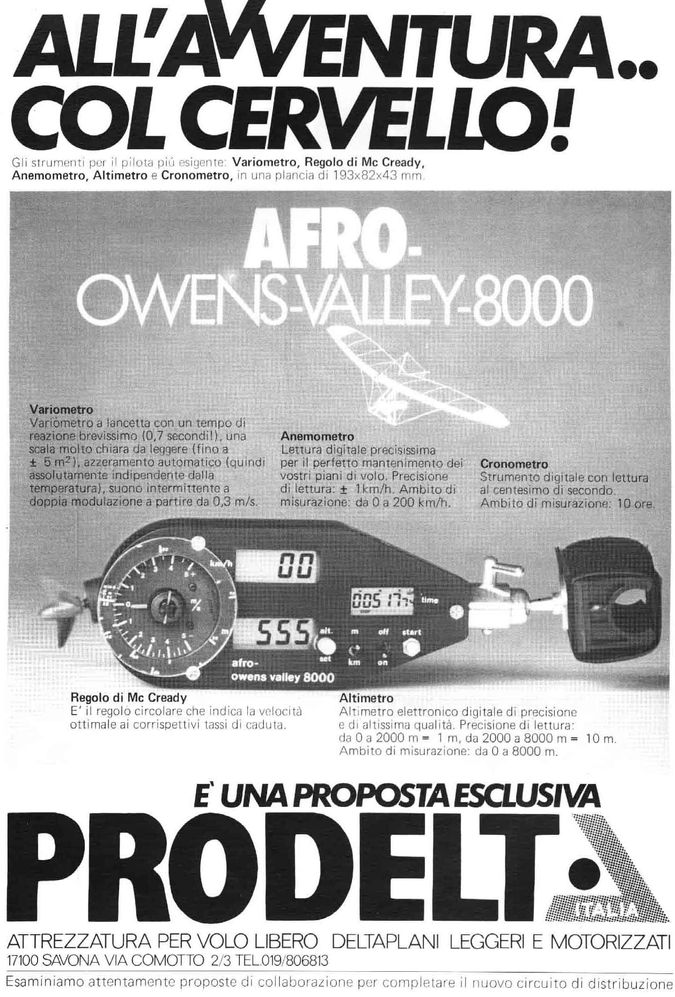 ALL'AVVENTURA..
COL CERVELLO!
Gli strumenti per il pilota più esigente: Variometro, Regolo di Mc Cready,
Anemometro, Altimetro e Cronometro, in una plancia di 193x82x43 mm.
AFRO-
OWENS-VALLEY-8000
Variometro
Variometro a lancetta con un tempo di
reazione brevissimo (0,7 secondi!), una
scala molto chiara da leggere (fino a
± 5 m²), azzeramento automatico (quindi
assolutamente indipendente dalla
temperatura), suono intermittente a
doppia modulazione a partire da 0,3 m/s.
Anemometro
Lettura digitale precisissima
per il perfetto mantenimento dei
vostri piani di volo. Precisione
di lettura: ± 1km/h. Ambito di
misurazione: da 0 a 200 km/h.
Cronometro
Strumento digitale con lettura
al centesimo di secondo.
Ambito di misurazione: 10 ore.
km/h
00
555
time
alt. m off start
set km on
afro-
owens valley 8000
Regolo di Mc Cready
E' il regolo circolare che indica la velocità
ottimale ai corrispettivi tassi di caduta.
Altimetro
Altimetro elettronico digitale di precisione
e di altissima qualità. Precisione di lettura:
da 0 a 2000 m = 1 m, da 2000 a 8000 m = 10 m.
Ambito di misurazione: da 0 a 8000 m.
E' UNA PROPOSTA ESCLUSIVA
PRODELTA
ITALIA
ATTREZZATURA PER VOLO LIBERO DELTAPLANI LEGGERI E MOTORIZZATI
17100 SAVONA VIA COMOTTO 2/3 TEL.019/806813
Esaminiamo attentamente proposte di collaborazione per completare il nuovo circuito di distribuzione